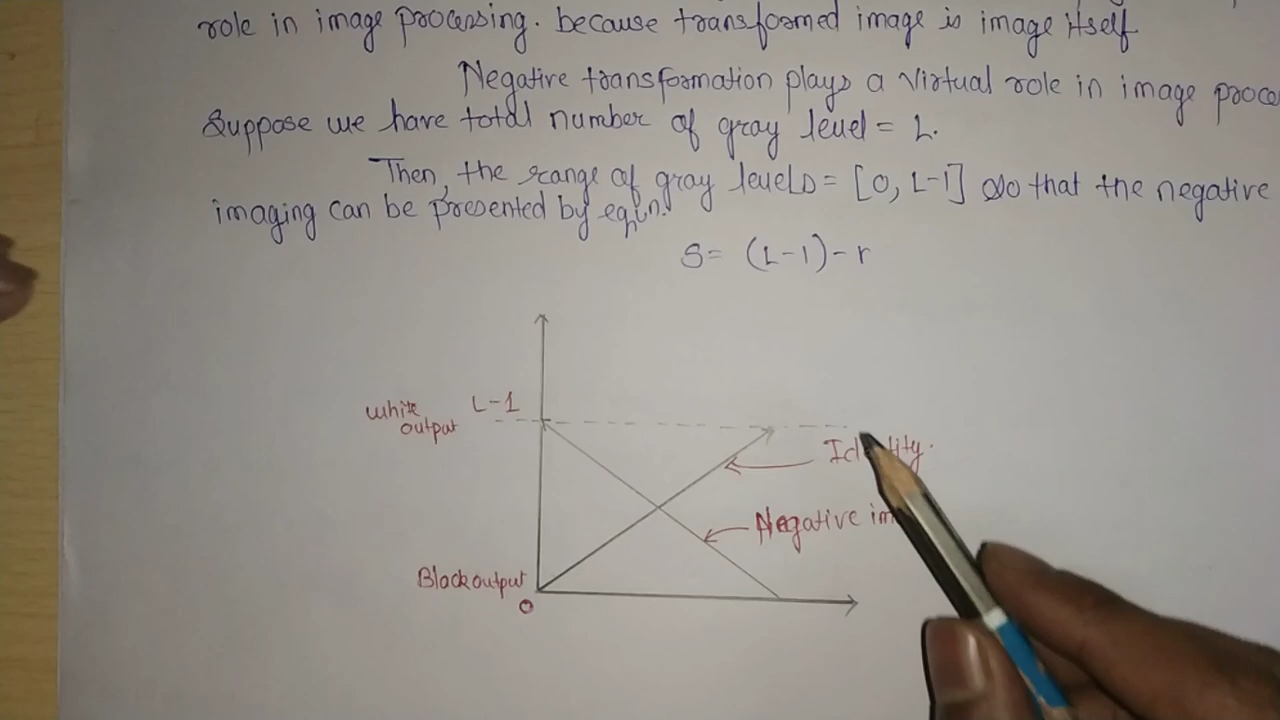 role in image processing. because transformed image is image itself
Negative transformation plays a virtual role in image proce
Suppose we have total number of gray level = L.
Then, the range of gray levels = [0, L-1] so that the negative
imaging can be presented by eqn.
S= (L-1)-r
White output
L-1
Identity.
Negative im
Black output
0